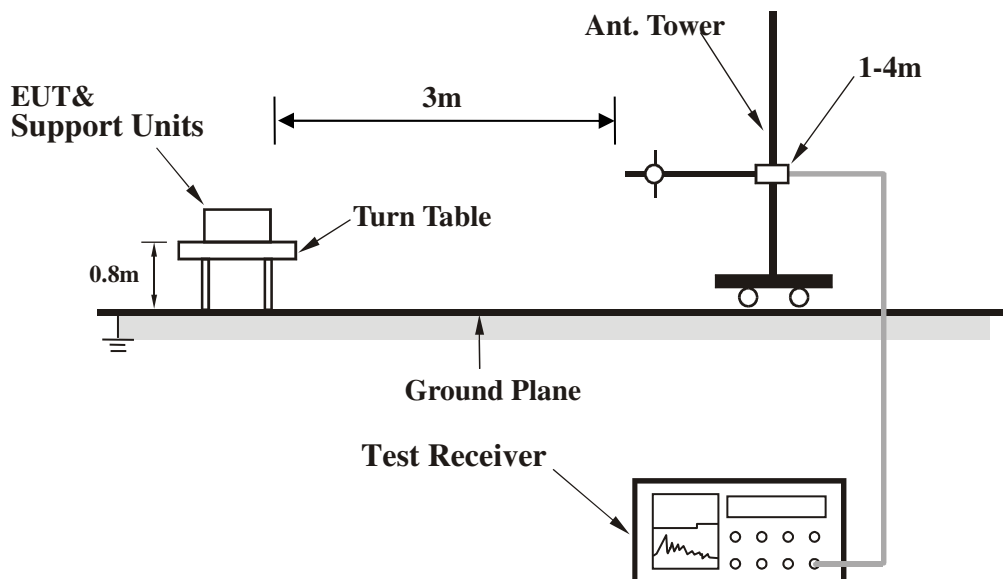 Ant. Tower
1-4m
3m
EUT&
Support Units
Turn Table
0.8m
Ground Plane
Test Receiver